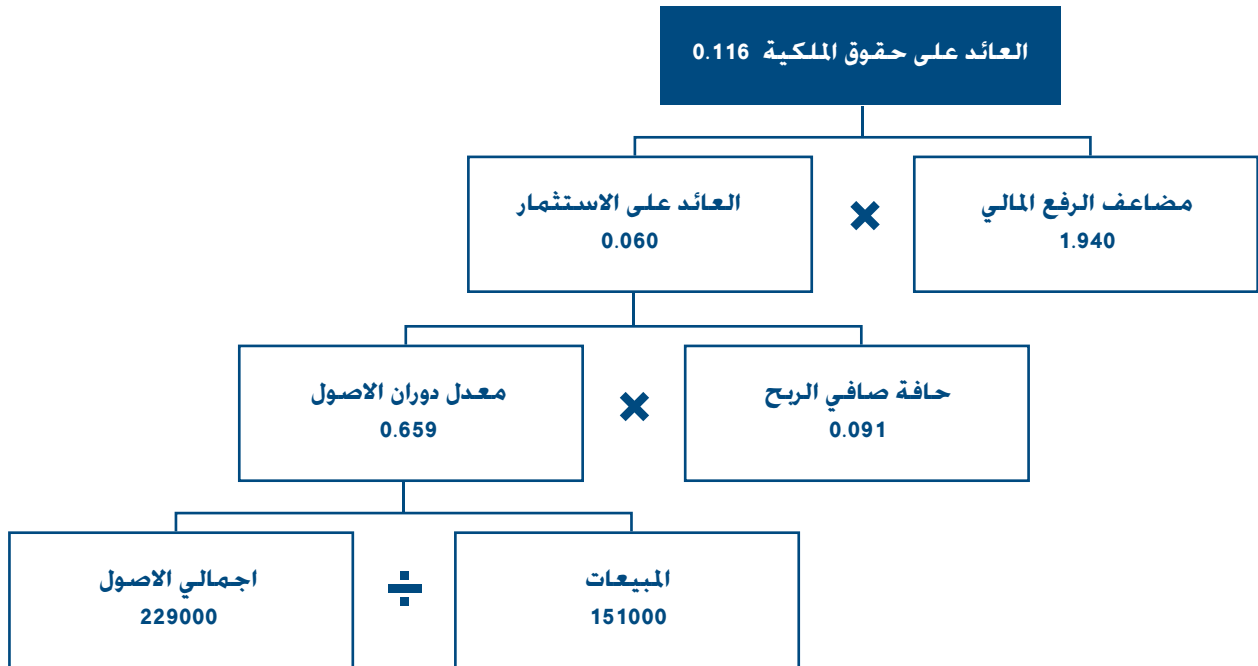 العائد على حقوق الملكية 0.116
مضاعف الرفع المالي
1.940
×
العائد على الاستثمار
0.060
حافة صافي الربح
0.091
×
معدل دوران الاصول
0.659
المبيعات
151000
÷
اجمالي الاصول
229000